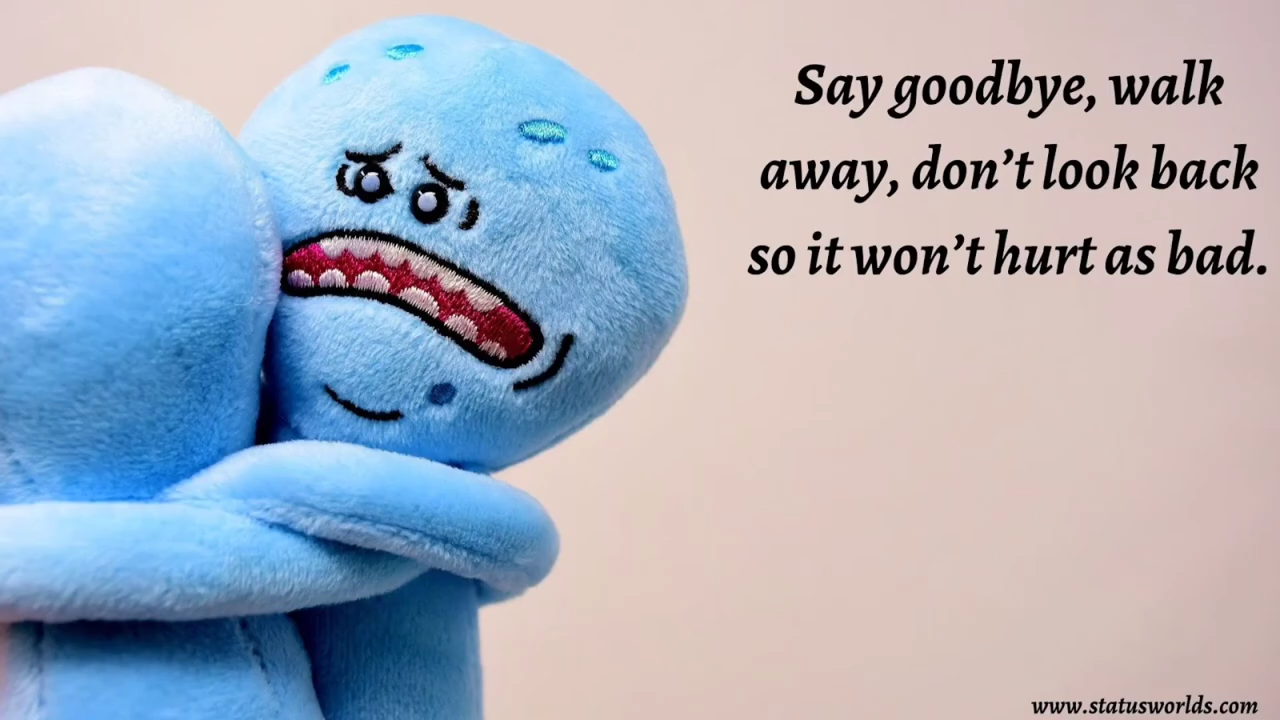 Say goodbye, walk
away, don’t look back
so it won’t hurt as bad.
www.statusworlds.com